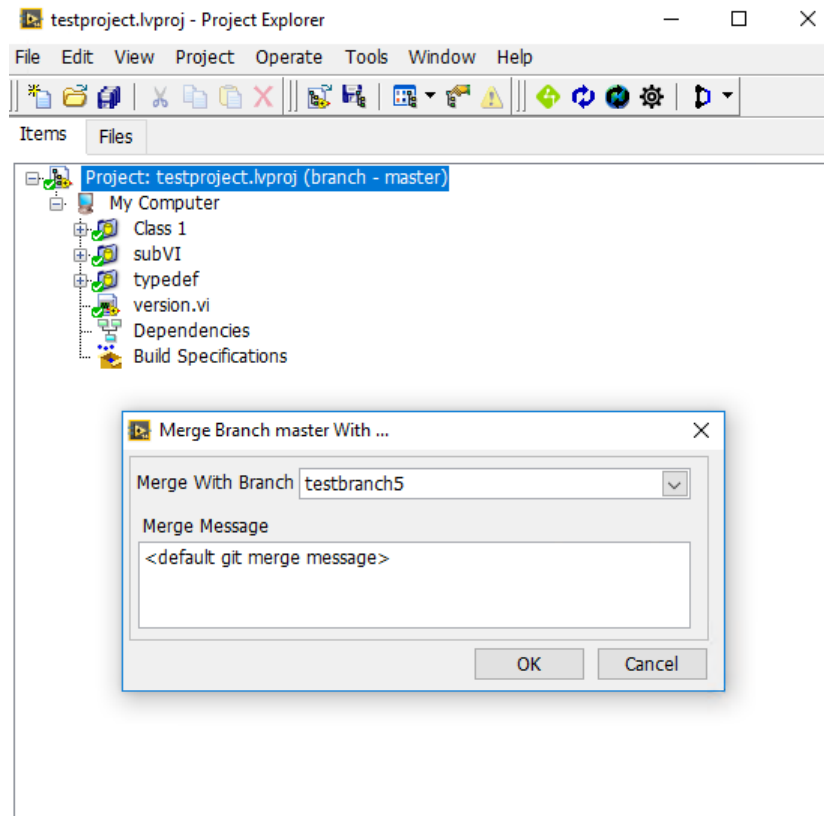 testproject.lvproj - Project Explorer
File Edit View Project Operate Tools Window Help
Items Files
Project: testproject.lvproj (branch - master)
My Computer
Class 1
subVI
typedef
version.vi
Dependencies
Build Specifications
Merge Branch master With ...
Merge With Branch testbranch5
Merge Message
<default git merge message>
OK Cancel